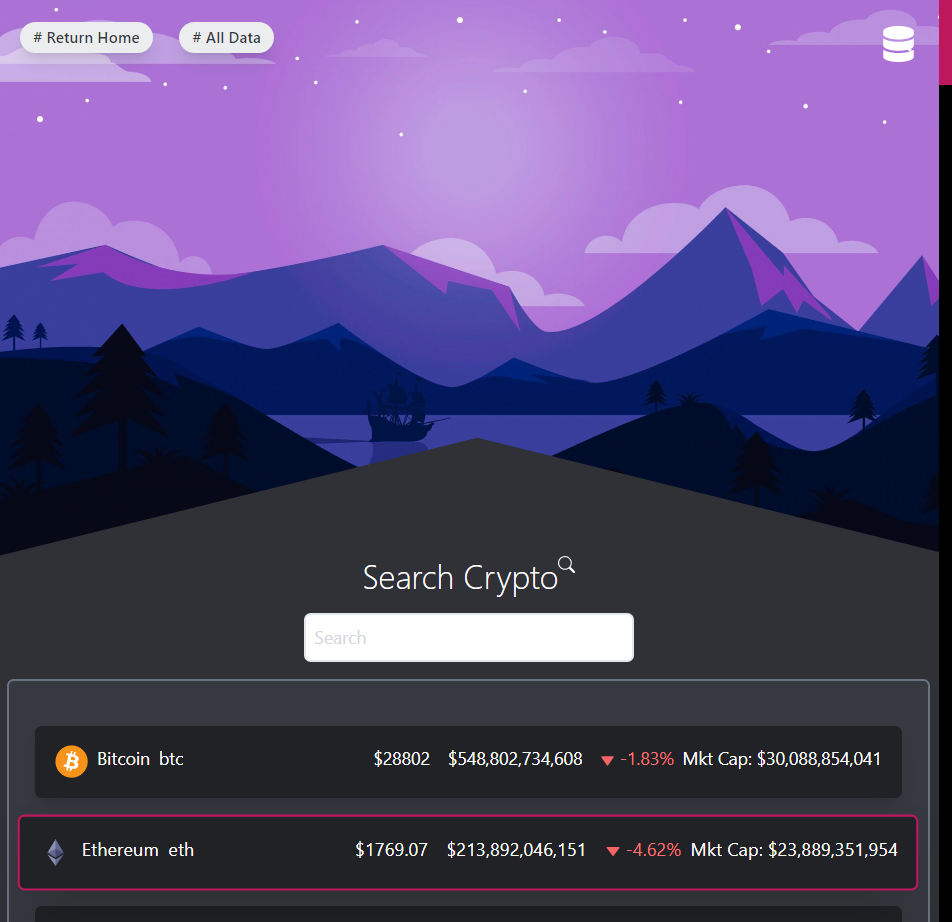 # Return Home # All Data
Search Crypto
Search
Bitcoin btc $28802 $548,802,734,608 -1.83% Mkt Cap: $30,088,854,041
Ethereum eth $1769.07 $213,892,046,151 -4.62% Mkt Cap: $23,889,351,954